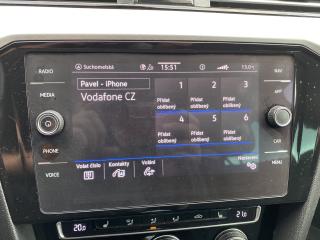 RADIO
MEDIA
PHONE
VOICE
Suchomelská
15:51
13.0°C
Pavel - iPhone
Vodafone CZ
1 2 3
Přidat oblíbený Přidat oblíbený Přidat oblíbený
4 5 6
Přidat oblíbený Přidat oblíbený Přidat oblíbený
Volat číslo Kontakty Volání Nastavení
NAV
APP
CAR
MENU
20.0
21.0